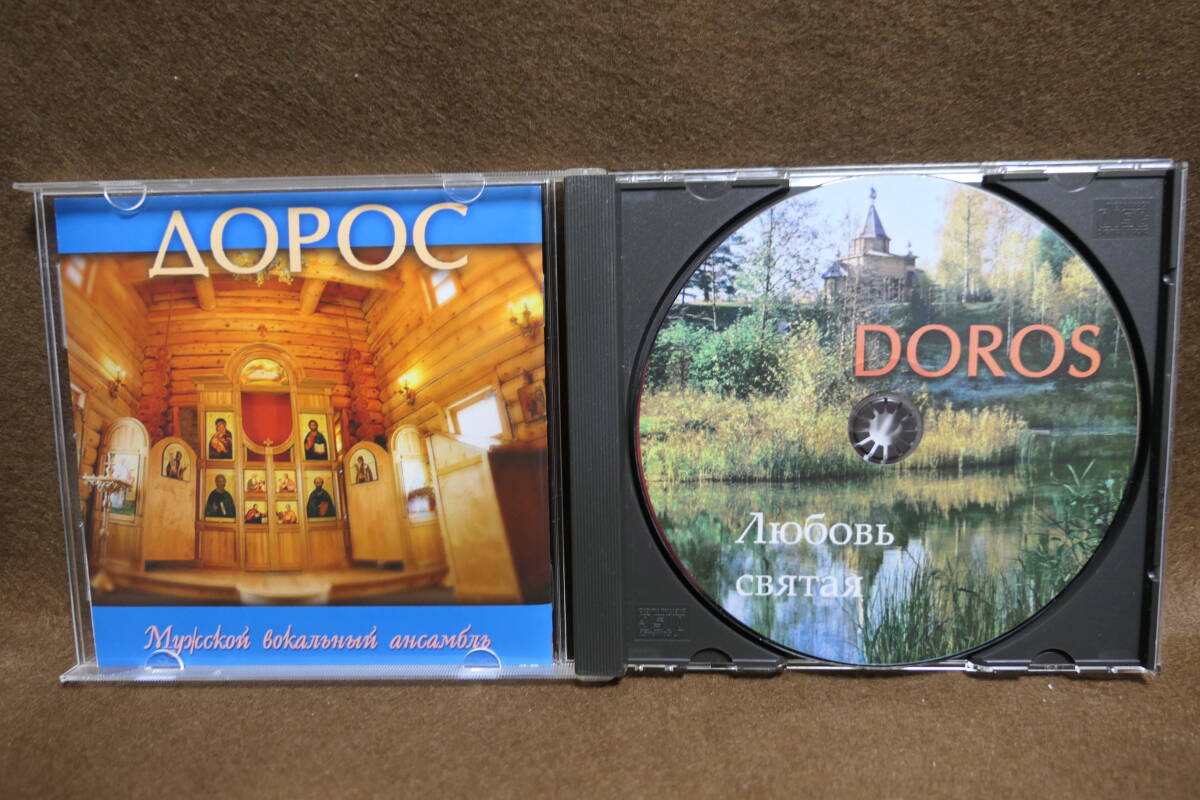 ДОРОС
Мужской вокальный ансамбль
DOROS
Любовь
святая